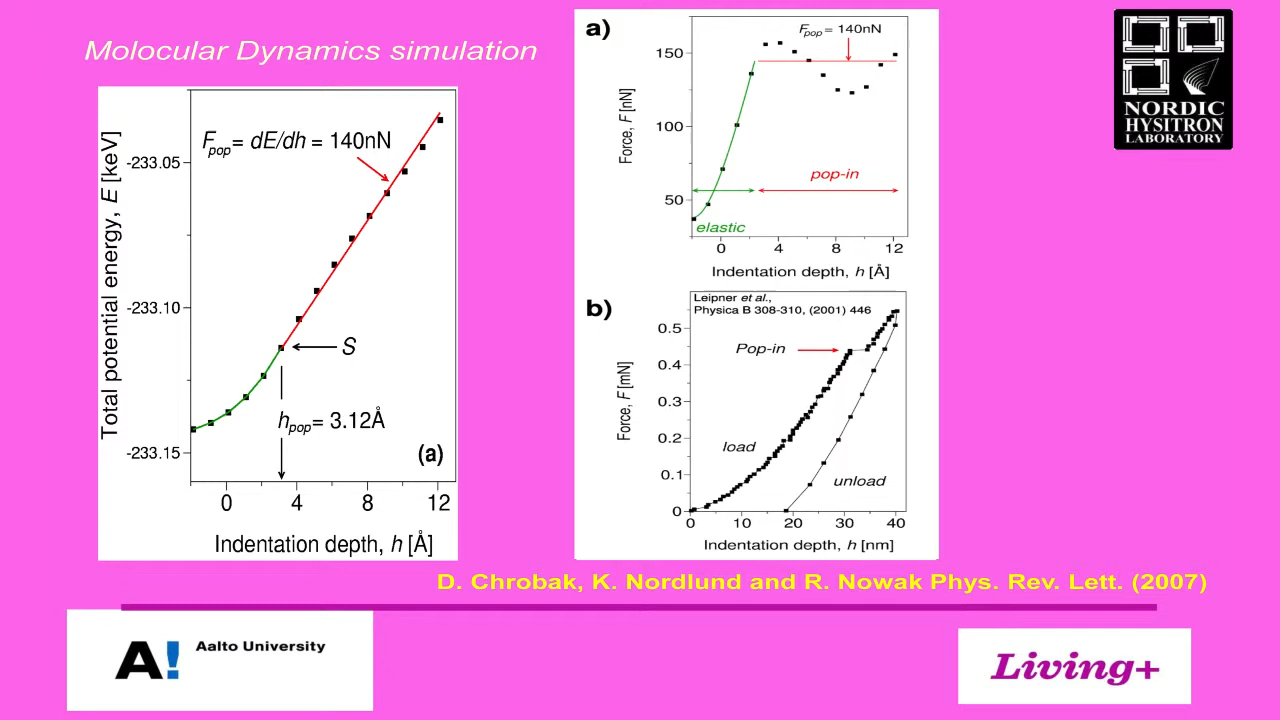 Molocular Dynamics simulation
Total potential energy, E [keV]
-233.05
-233.10
-233.15
F_pop = dE/dh = 140nN
S
h_pop = 3.12Å
(a)
0 4 8 12
Indentation depth, h [Å]
a)
Force, F [nN]
150
100
50
F_pop = 140nN
pop-in
elastic
0 4 8 12
Indentation depth, h [Å]
b)
Leipner et al.,
Physica B 308-310, (2001) 446
Force, F [mN]
0.5
0.4
0.3
0.2
0.1
0
Pop-in
load
unload
0 10 20 30 40
Indentation depth, h [nm]
NORDIC
HYSITRON
LABORATORY
D. Chrobak, K. Nordlund and R. Nowak Phys. Rev. Lett. (2007)
A!
Aalto University
Living+